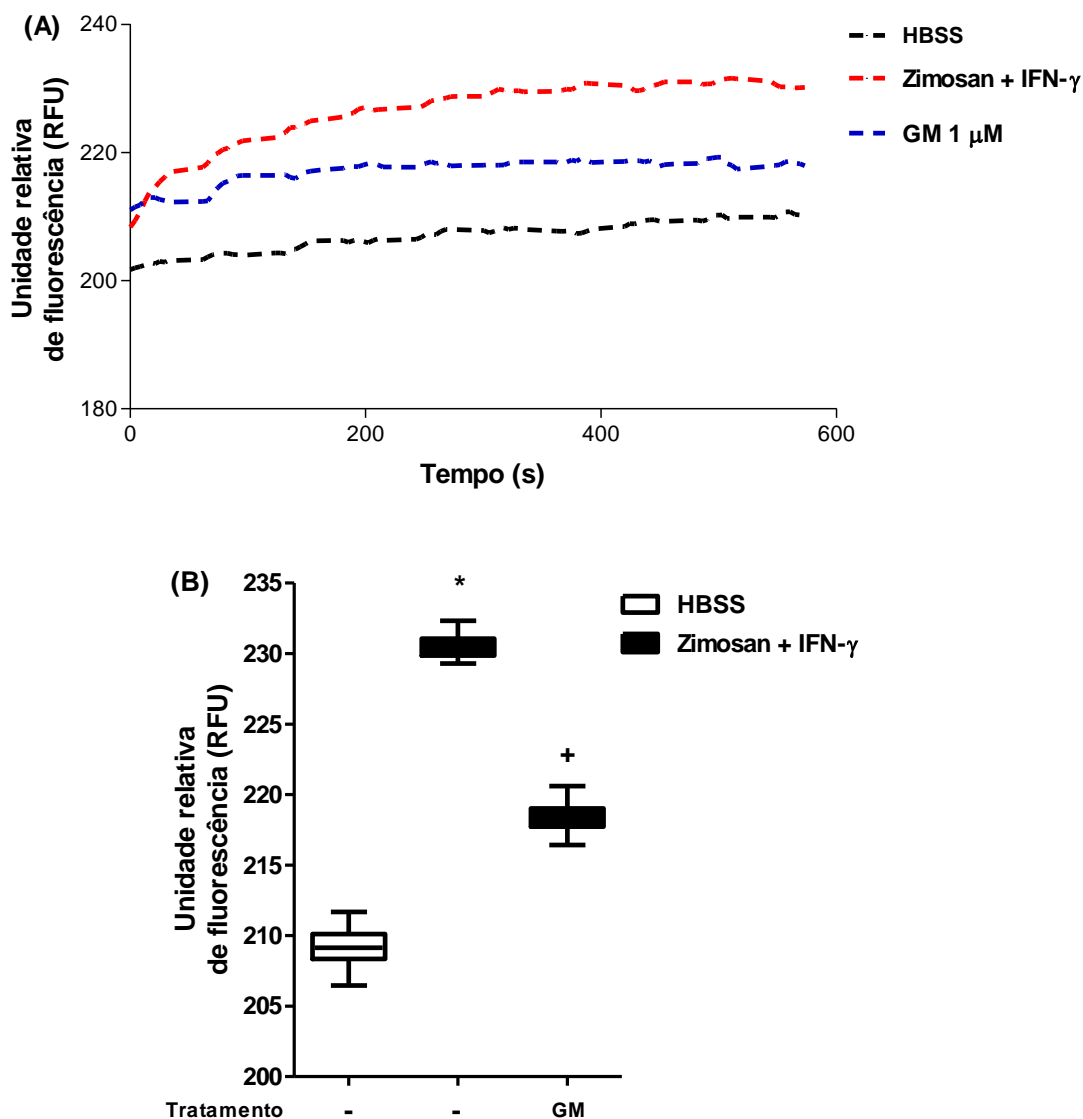 (A)
240
220
200
180
0
200
400
600
Unidade relativa
de fluorescência (RFU)
Tempo (s)
HBSS
Zimosan + IFN-γ
GM 1 μM
(B)
235
230
225
220
215
210
205
200
Unidade relativa
de fluorescência (RFU)
*
+
HBSS
Zimosan + IFN-γ
Tratamento - - GM